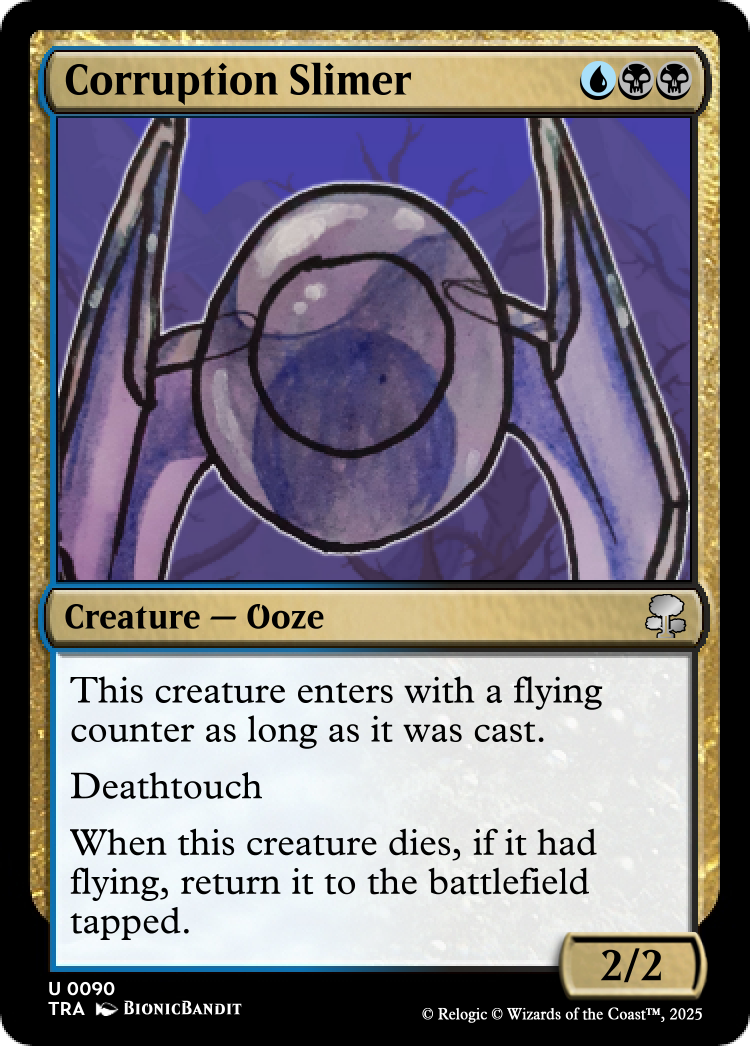 Corruption Slimer
Creature — Ooze
This creature enters with a flying
counter as long as it was cast.
Deathtouch
When this creature dies, if it had
flying, return it to the battlefield
tapped.
2/2
U 0090
TRA BionicBandit
© Relogic © Wizards of the Coast™, 2025